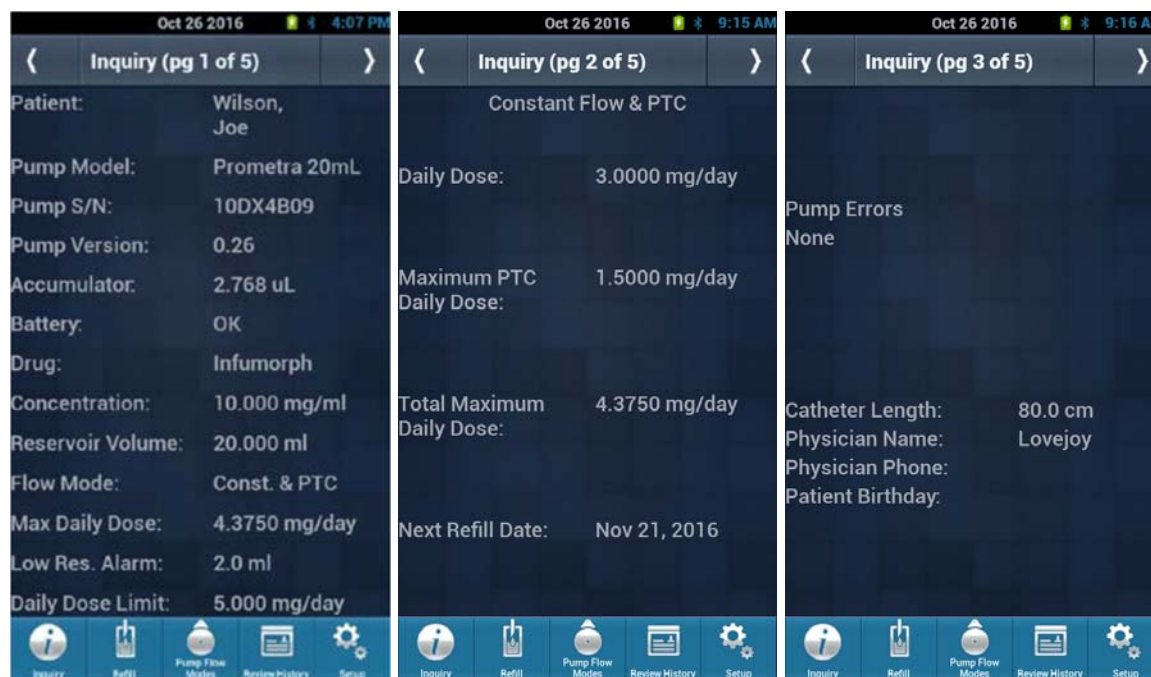 Oct 26 2016 4:07 PM
Inquiry (pg 1 of 5)
Patient: Wilson,
Joe
Pump Model: Prometra 20mL
Pump S/N: 10DX4B09
Pump Version: 0.26
Accumulator: 2.768 uL
Battery: OK
Drug: Infumorph
Concentration: 10.000 mg/ml
Reservoir Volume: 20.000 ml
Flow Mode: Const. & PTC
Max Daily Dose: 4.3750 mg/day
Low Res. Alarm: 2.0 ml
Daily Dose Limit: 5.000 mg/day
Inquiry Refill Pump Flow Modes Review History Setup
Oct 26 2016 9:15 AM
Inquiry (pg 2 of 5)
Constant Flow & PTC
Daily Dose: 3.0000 mg/day
Maximum PTC 1.5000 mg/day
Daily Dose:
Total Maximum 4.3750 mg/day
Daily Dose:
Next Refill Date: Nov 21, 2016
Inquiry Refill Pump Flow Modes Review History Setup
Oct 26 2016 9:16 A
Inquiry (pg 3 of 5)
Pump Errors
None
Catheter Length: 80.0 cm
Physician Name: Lovejoy
Physician Phone:
Patient Birthday:
Inquiry Refill Pump Flow Modes Review History Setup